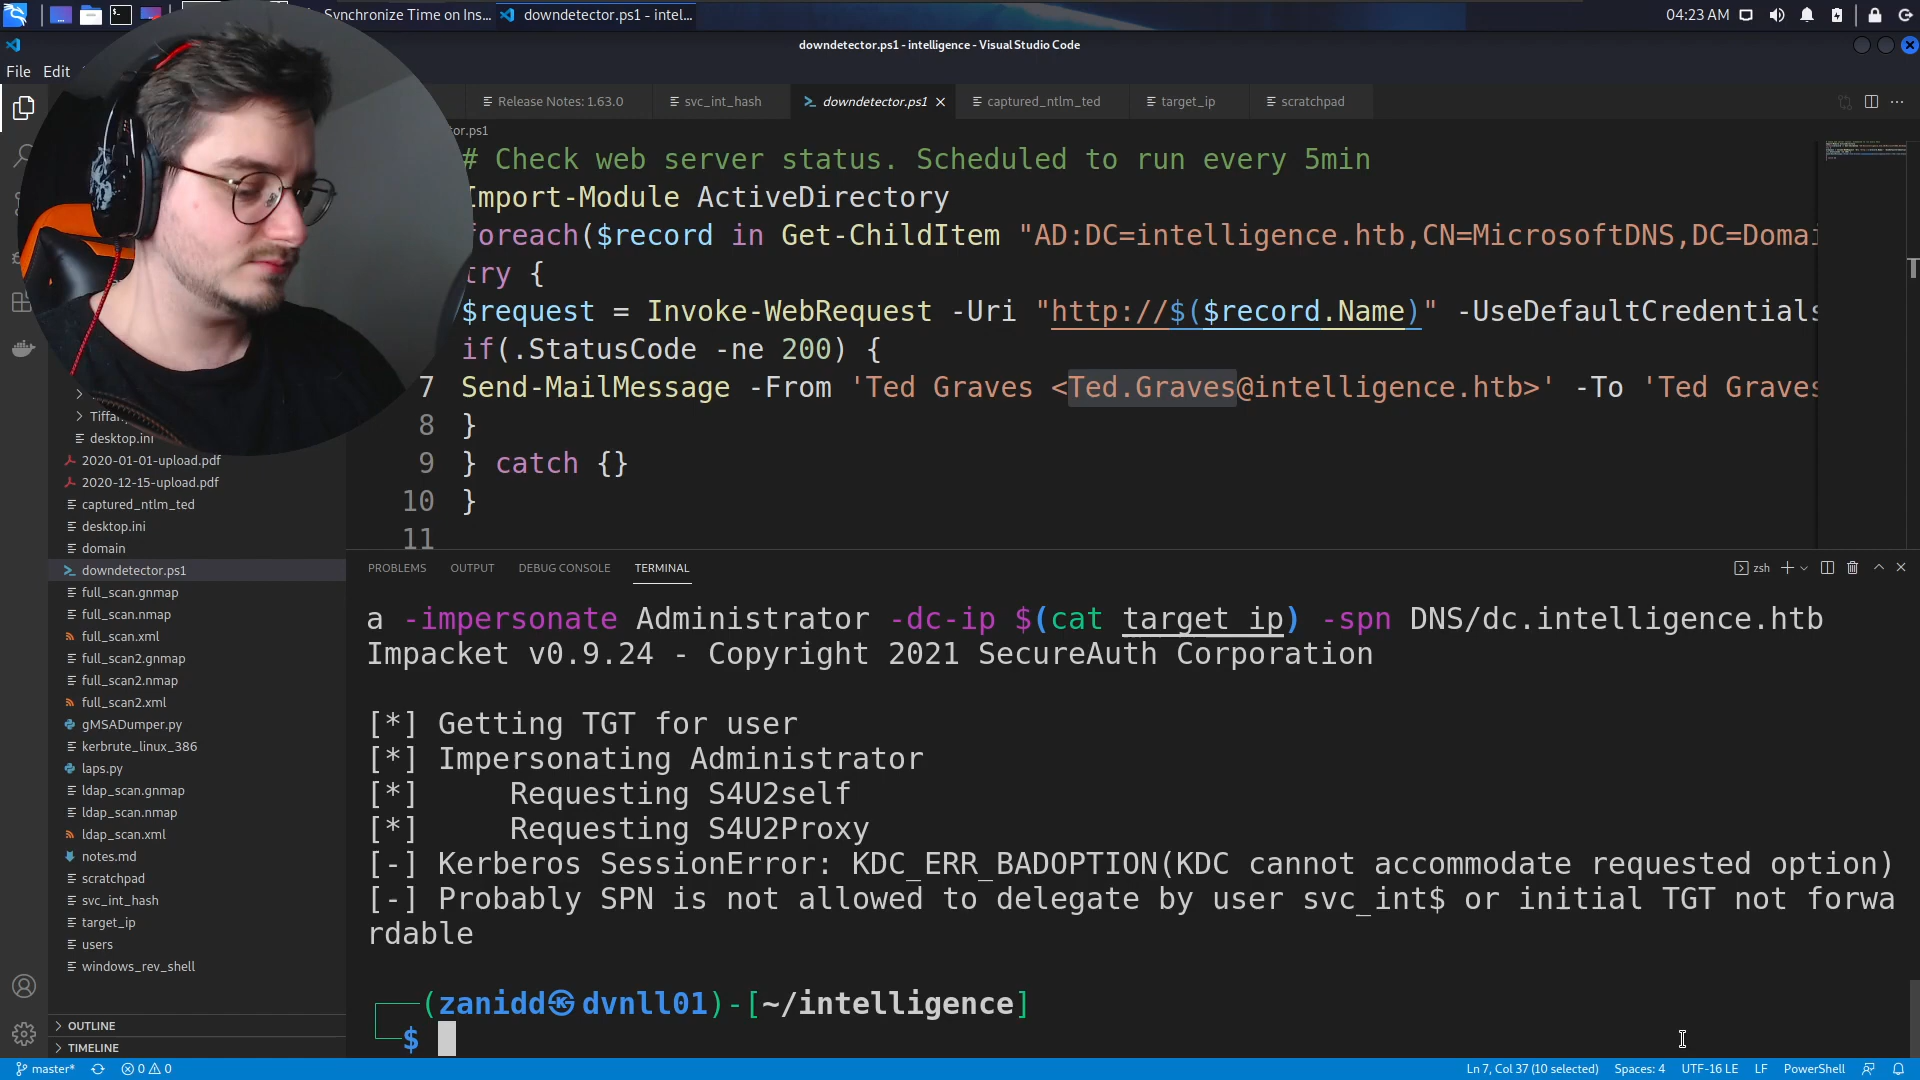 Synchronize Time on Ins...
downdetector.ps1 - intel...
04:23 AM
downdetector.ps1 - intelligence - Visual Studio Code
File Edit
Release Notes: 1.63.0
svc_int_hash
downdetector.ps1
captured_ntlm_ted
target_ip
scratchpad
or.ps1
# Check web server status. Scheduled to run every 5min
Import-Module ActiveDirectory
foreach($record in Get-ChildItem "AD:DC=intelligence.htb,CN=MicrosoftDNS,DC=Domai
try {
$request = Invoke-WebRequest -Uri "http://$($record.Name)" -UseDefaultCredentials
if(.StatusCode -ne 200) {
7 Send-MailMessage -From 'Ted Graves <Ted.Graves@intelligence.htb>' -To 'Ted Graves
8 }
9 } catch {}
10 }
11
desktop.ini
2020-01-01-upload.pdf
2020-12-15-upload.pdf
captured_ntlm_ted
desktop.ini
domain
downdetector.ps1
full_scan.gnmap
full_scan.nmap
full_scan.xml
full_scan2.gnmap
full_scan2.nmap
full_scan2.xml
gMSADumper.py
kerbrute_linux_386
laps.py
ldap_scan.gnmap
ldap_scan.nmap
ldap_scan.xml
notes.md
scratchpad
svc_int_hash
target_ip
users
windows_rev_shell
OUTLINE
TIMELINE
PROBLEMS OUTPUT DEBUG CONSOLE TERMINAL
zsh
a -impersonate Administrator -dc-ip $(cat target_ip) -spn DNS/dc.intelligence.htb
Impacket v0.9.24 - Copyright 2021 SecureAuth Corporation
[*] Getting TGT for user
[*] Impersonating Administrator
[*] Requesting S4U2self
[*] Requesting S4U2Proxy
[-] Kerberos SessionError: KDC_ERR_BADOPTION(KDC cannot accommodate requested option)
[-] Probably SPN is not allowed to delegate by user svc_int$ or initial TGT not forwa
rdable
(zanidd㉿dvnll01)-[~/intelligence]
$
master* 0 0
Ln 7, Col 37 (10 selected) Spaces: 4 UTF-16 LE LF PowerShell